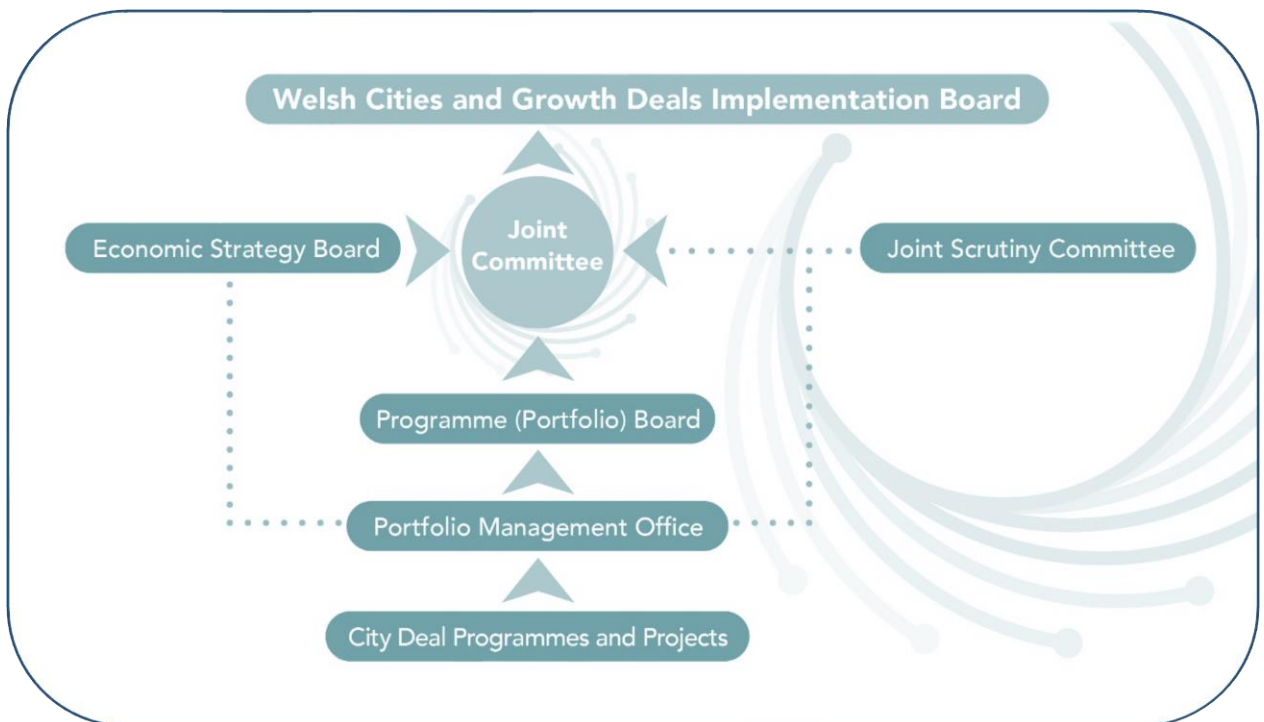 Welsh Cities and Growth Deals Implementation Board
Economic Strategy Board
Joint
Committee
Joint Scrutiny Committee
Programme (Portfolio) Board
Portfolio Management Office
City Deal Programmes and Projects